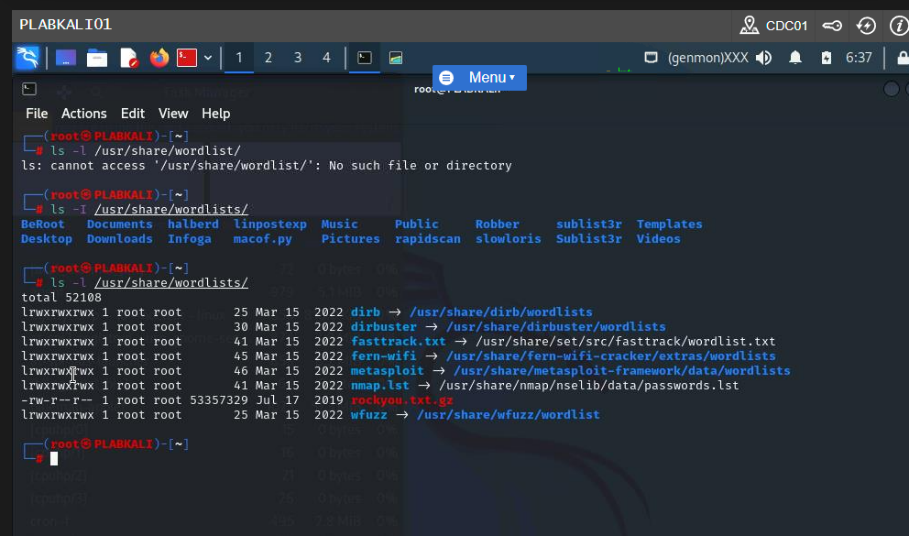 PLABKALI01 CDC01
1 2 3 4 (genmon)XXX 6:37
Menu
File Actions Edit View Help
┌──(root㉿PLABKALI)-[~]
└─# ls -l /usr/share/wordlist/
ls: cannot access '/usr/share/wordlist/': No such file or directory
┌──(root㉿PLABKALI)-[~]
└─# ls -I /usr/share/wordlists/
BeRoot Documents halberd linpostexp Music Public Robber sublist3r Templates
Desktop Downloads Infoga macof.py Pictures rapidscan slowloris Sublist3r Videos
┌──(root㉿PLABKALI)-[~]
└─# ls -l /usr/share/wordlists/
total 52108
lrwxrwxrwx 1 root root 25 Mar 15 2022 dirb → /usr/share/dirb/wordlists
lrwxrwxrwx 1 root root 30 Mar 15 2022 dirbuster → /usr/share/dirbuster/wordlists
lrwxrwxrwx 1 root root 41 Mar 15 2022 fasttrack.txt → /usr/share/set/src/fasttrack/wordlist.txt
lrwxrwxrwx 1 root root 45 Mar 15 2022 fern-wifi → /usr/share/fern-wifi-cracker/extras/wordlists
lrwxrwxrwx 1 root root 46 Mar 15 2022 metasploit → /usr/share/metasploit-framework/data/wordlists
lrwxrwxrwx 1 root root 41 Mar 15 2022 nmap.lst → /usr/share/nmap/nselib/data/passwords.lst
-rw-r--r-- 1 root root 53357329 Jul 17 2019 rockyou.txt.gz
lrwxrwxrwx 1 root root 25 Mar 15 2022 wfuzz → /usr/share/wfuzz/wordlist
┌──(root㉿PLABKALI)-[~]
└─#